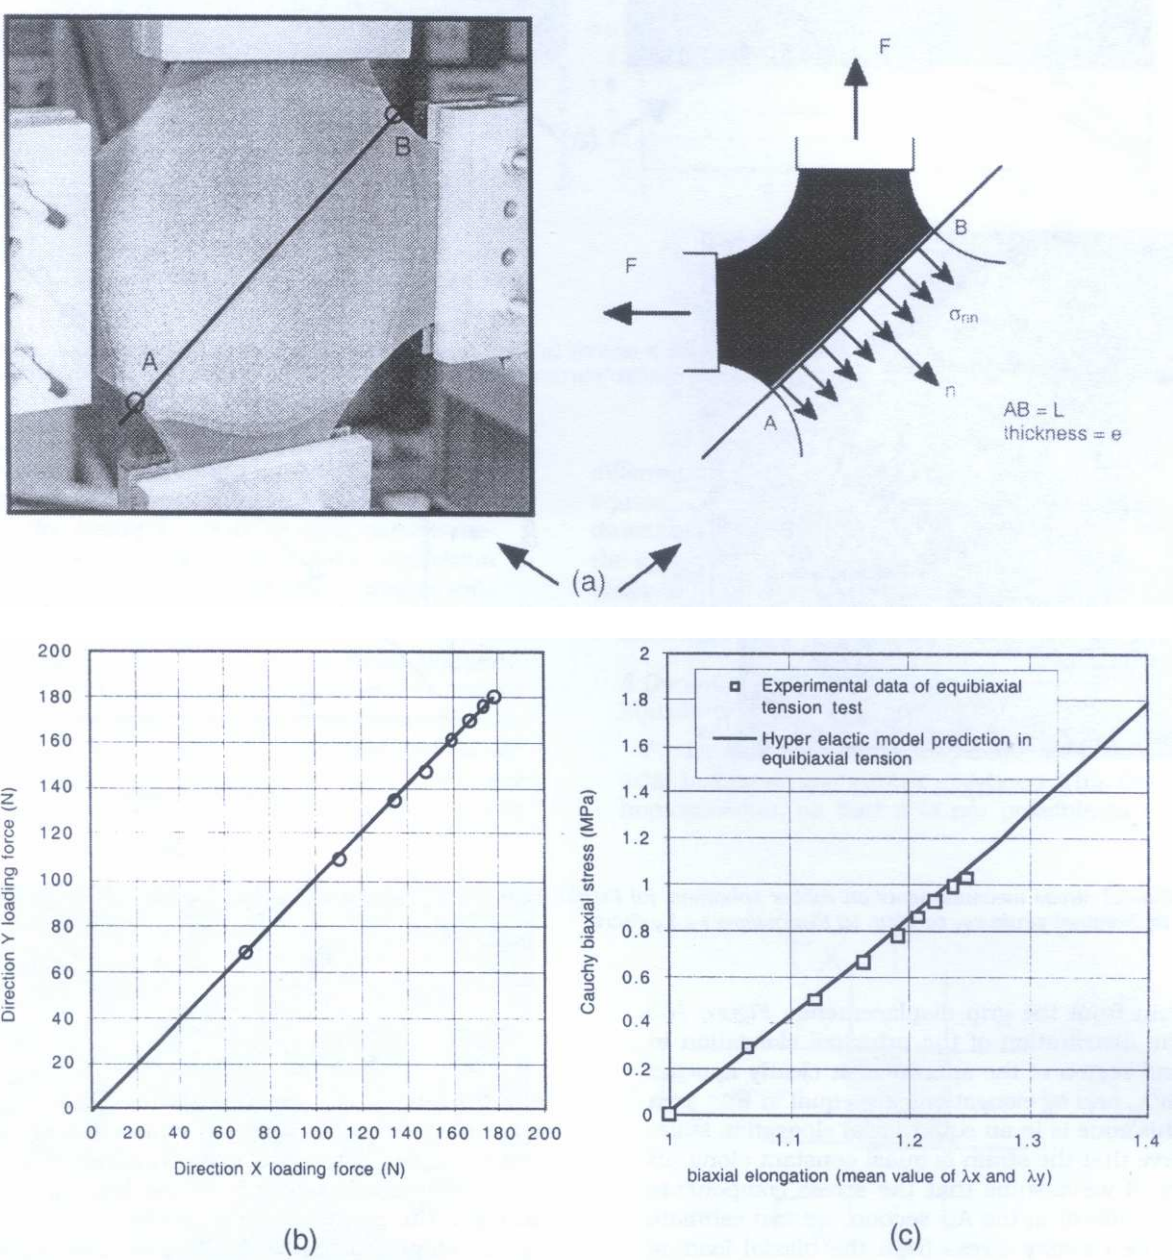 B
A
F
B
F
σnn
n
A
AB = L
thickness = e
(a)
200
180
160
140
120
100
80
60
40
20
0
0 20 40 60 80 100 120 140 160 180 200
Direction Y loading force (N)
Direction X loading force (N)
(b)
2
1.8
1.6
1.4
1.2
1
0.8
0.6
0.4
0.2
0
1 1.1 1.2 1.3 1.4
Cauchy biaxial stress (MPa)
Experimental data of equibiaxial
tension test
Hyper elactic model prediction in
equibiaxial tension
biaxial elongation (mean value of λx and λy)
(c)